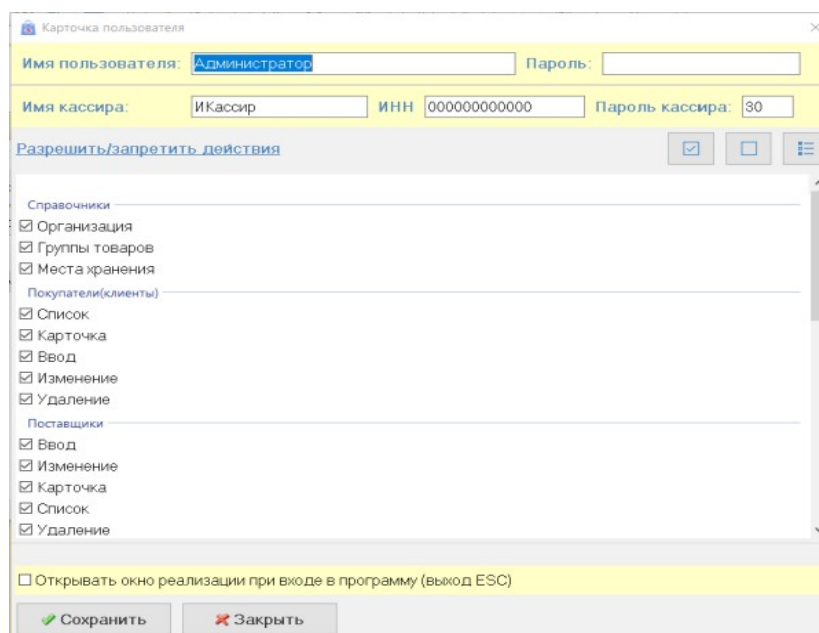 Карточка пользователя
Имя пользователя: Администратор Пароль:
Имя кассира: ИКассир ИНН 000000000000 Пароль кассира: 30
Разрешить/запретить действия
Справочники
Организация
Группы товаров
Места хранения
Покупатели(клиенты)
Список
Карточка
Ввод
Изменение
Удаление
Поставщики
Ввод
Изменение
Карточка
Список
Удаление
Открывать окно реализации при входе в программу (выход ESC)
Сохранить Закрыть